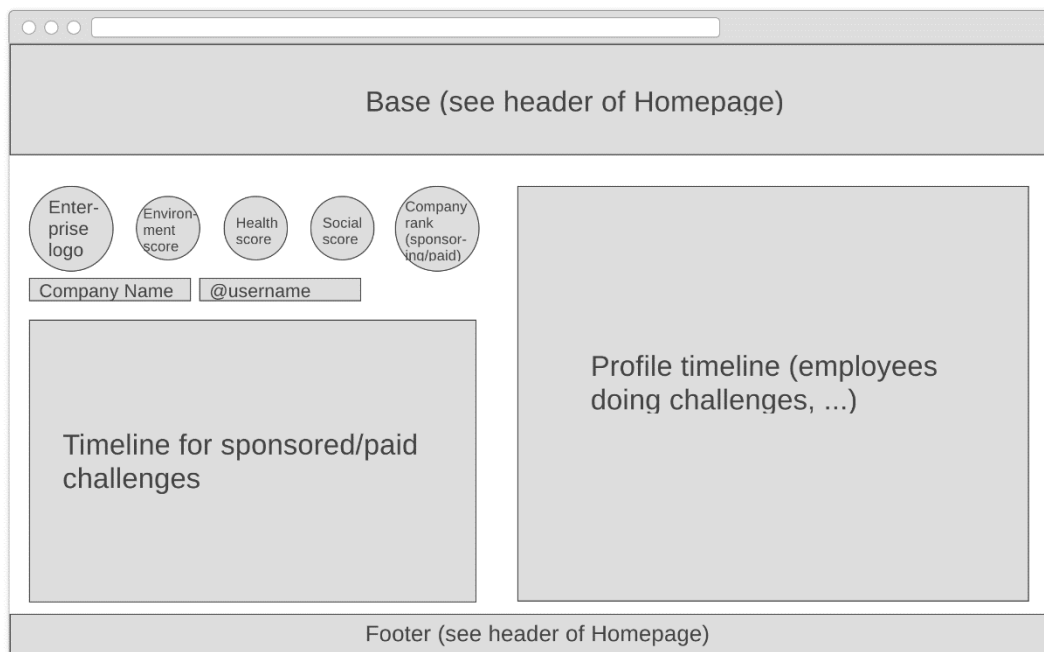 Base (see header of Homepage)
Enter-
prise
logo
Environ-
ment
score
Health
score
Social
score
Company
rank
(sponsor-
ing/paid)
Company Name
@username
Timeline for sponsored/paid
challenges
Profile timeline (employees
doing challenges, ...)
Footer (see header of Homepage)